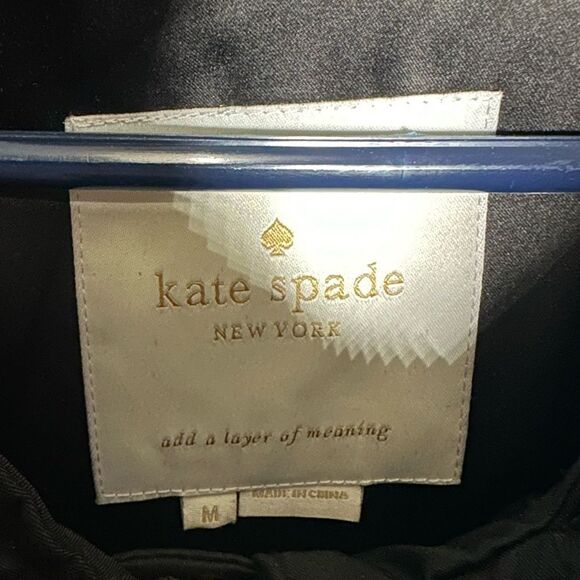 kate spade
NEW YORK
add a layer of meaning
M
MADE IN CHINA